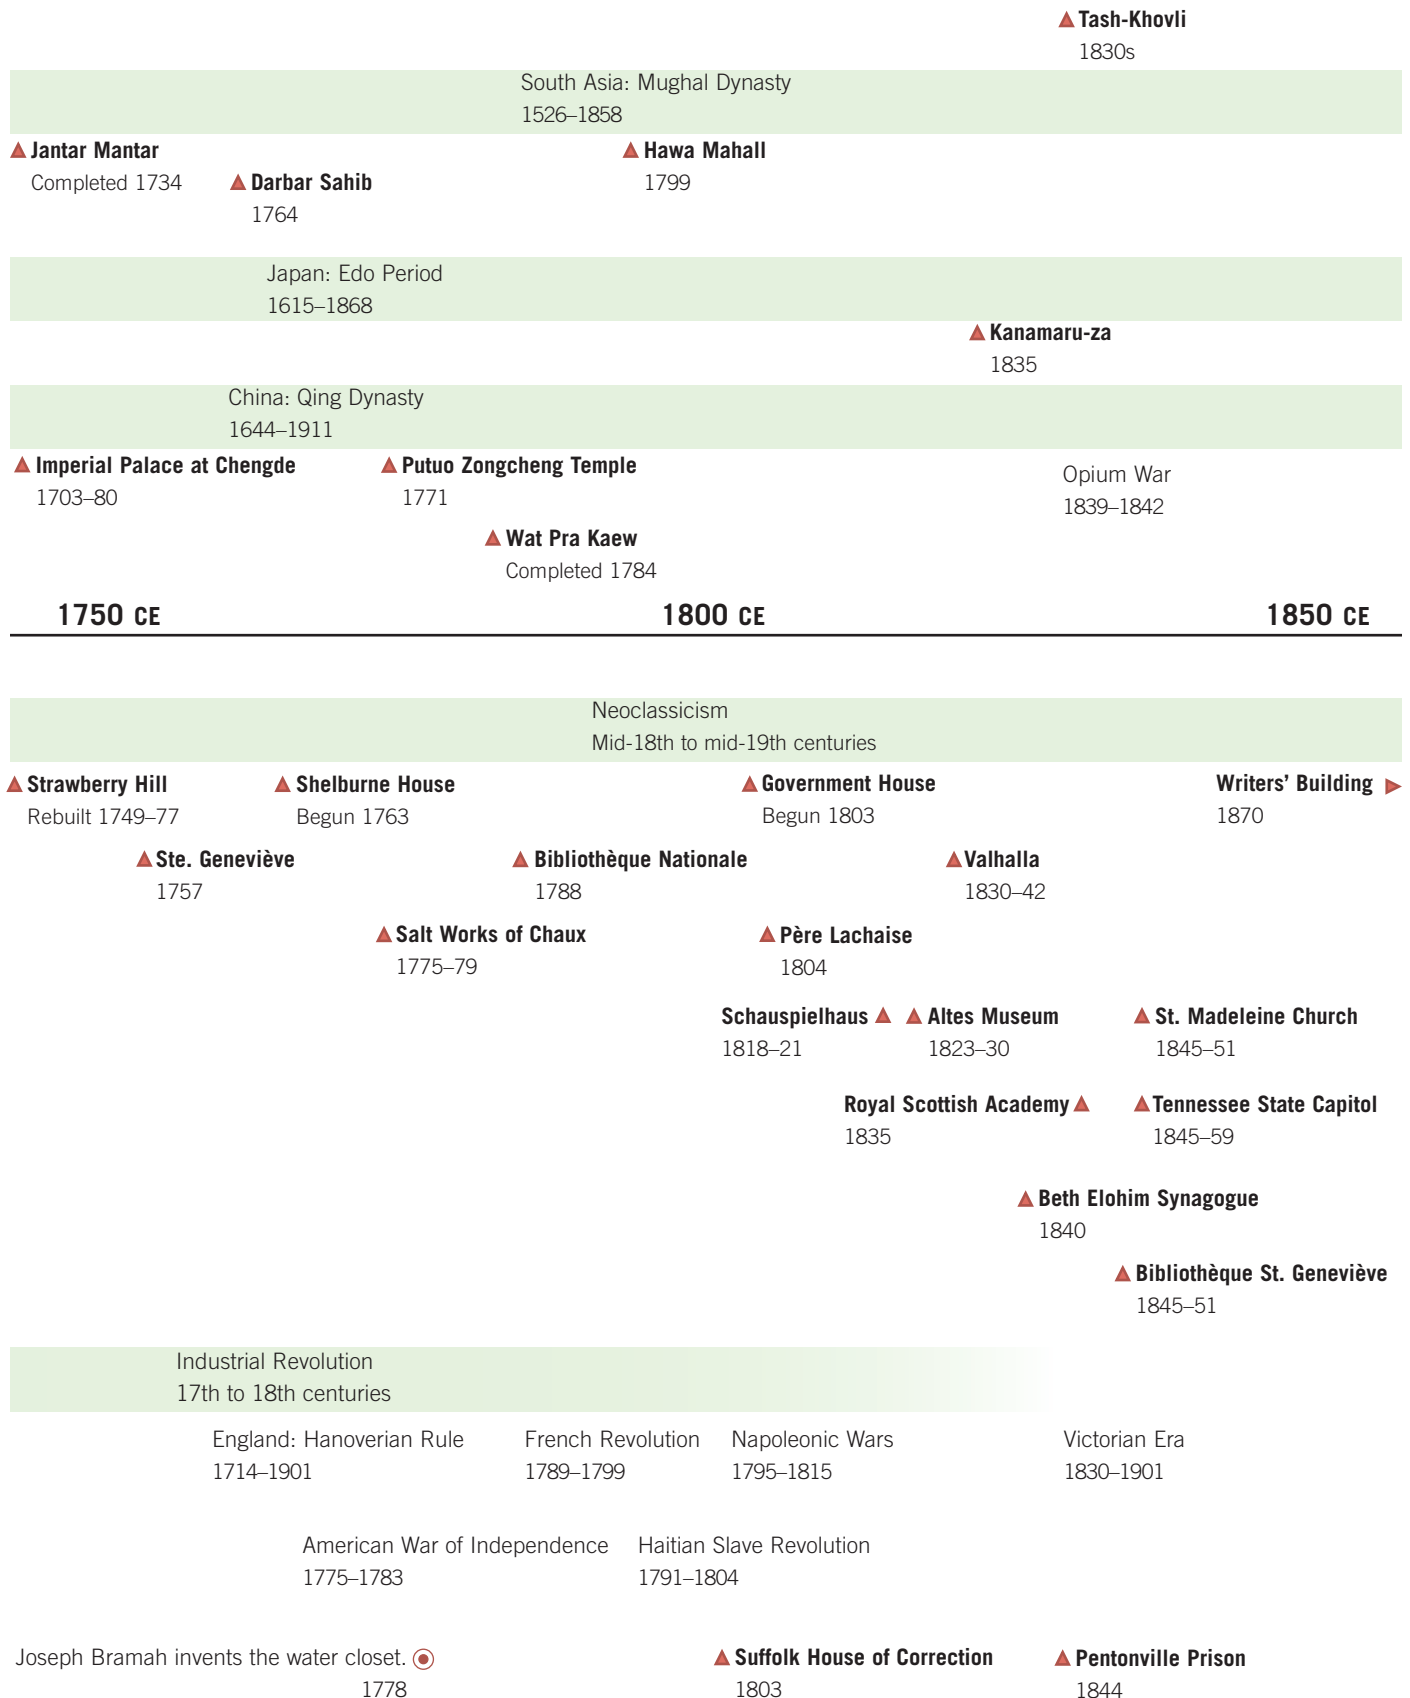 Tash-Khovli
1830s
South Asia: Mughal Dynasty
1526–1858
Jantar Mantar
Completed 1734
Darbar Sahib
1764
Hawa Mahall
1799
Japan: Edo Period
1615–1868
Kanamaru-za
1835
China: Qing Dynasty
1644–1911
Imperial Palace at Chengde
1703–80
Putuo Zongcheng Temple
1771
Opium War
1839–1842
Wat Pra Kaew
Completed 1784
1750 CE 1800 CE 1850 CE
Neoclassicism
Mid-18th to mid-19th centuries
Strawberry Hill
Rebuilt 1749–77
Shelburne House
Begun 1763
Government House
Begun 1803
Writers’ Building
1870
Ste. Geneviève
1757
Bibliothèque Nationale
1788
Valhalla
1830–42
Salt Works of Chaux
1775–79
Père Lachaise
1804
Schauspielhaus
1818–21
Altes Museum
1823–30
St. Madeleine Church
1845–51
Royal Scottish Academy
1835
Tennessee State Capitol
1845–59
Beth Elohim Synagogue
1840
Bibliothèque St. Geneviève
1845–51
Industrial Revolution
17th to 18th centuries
England: Hanoverian Rule
1714–1901
French Revolution
1789–1799
Napoleonic Wars
1795–1815
Victorian Era
1830–1901
American War of Independence
1775–1783
Haitian Slave Revolution
1791–1804
Joseph Bramah invents the water closet.
1778
Suffolk House of Correction
1803
Pentonville Prison
1844